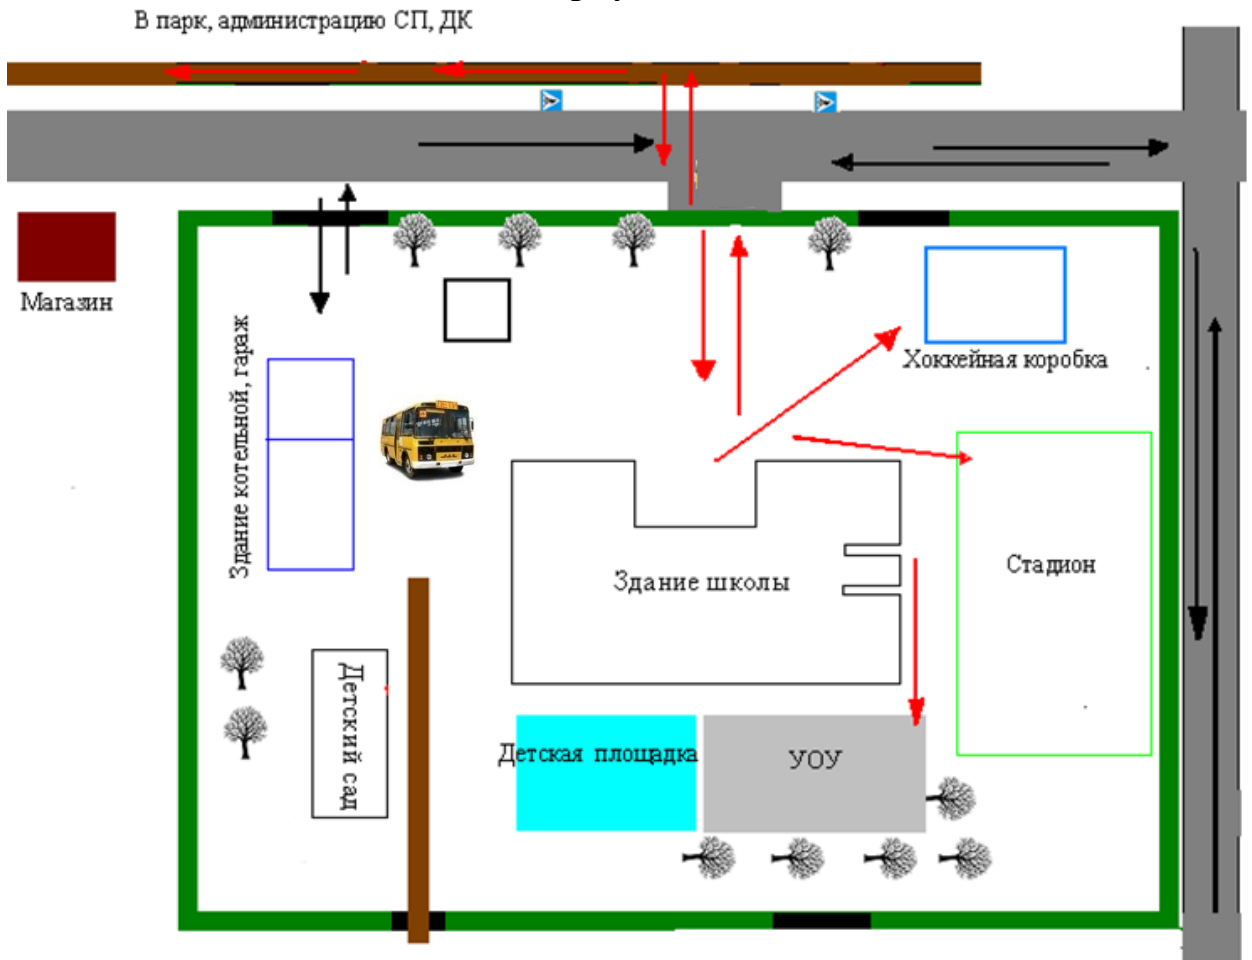 В парк, администрацию СП, ДК
Магазин
Хоккейная коробка
Здание котельной, гараж
Стадион
Здание школы
Детский сад
Детская площадка
УОУ